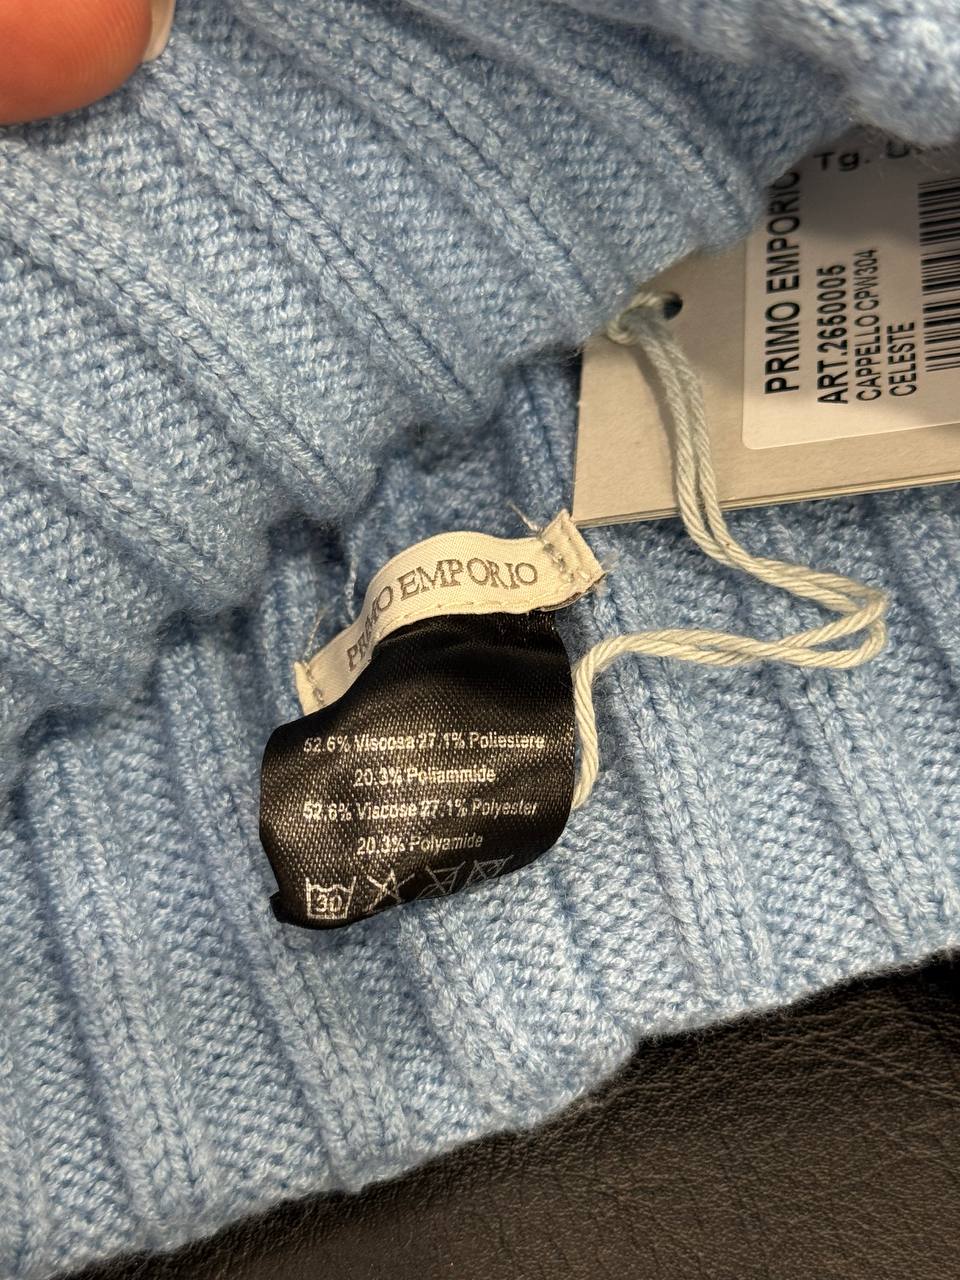 Tg.
PRIMO EMPORIO
ART.2650005
CAPPELLO CPW304
CELESTE
PRIMO EMPORIO
52.6% Viscosa 27.1% Poliestere
20.3% Poliammide
52.6% Viscose 27.1% Polyester
20.3% Polyamide
30